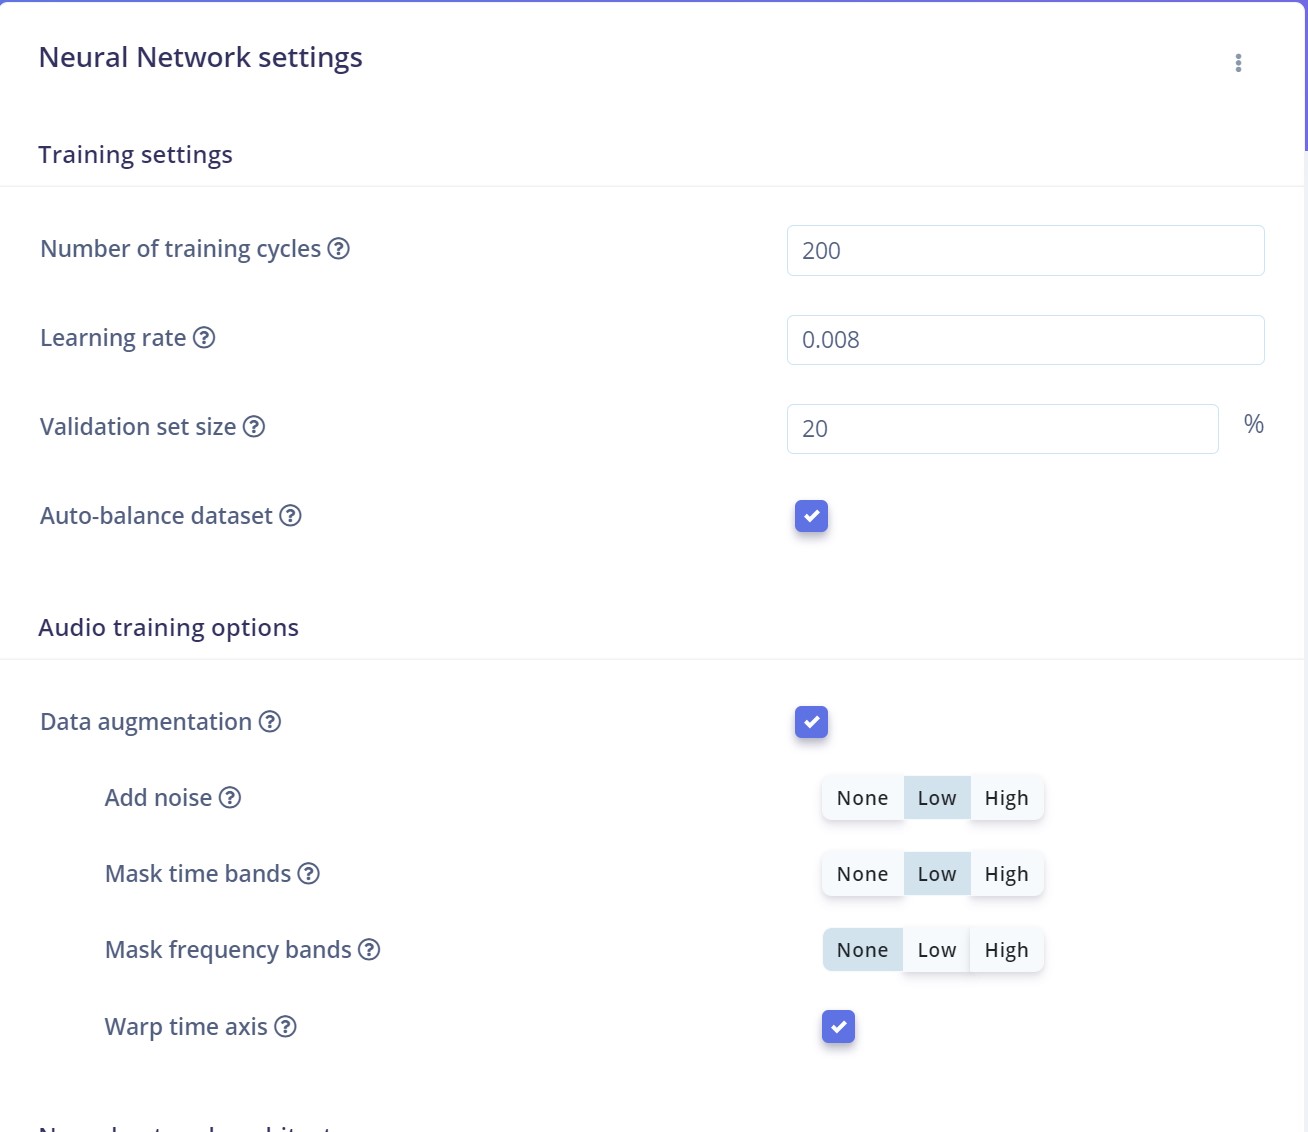 Neural Network settings
Training settings
Number of training cycles
200
Learning rate
0.008
Validation set size
20 %
Auto-balance dataset
Audio training options
Data augmentation
Add noise
None Low High
Mask time bands
None Low High
Mask frequency bands
None Low High
Warp time axis